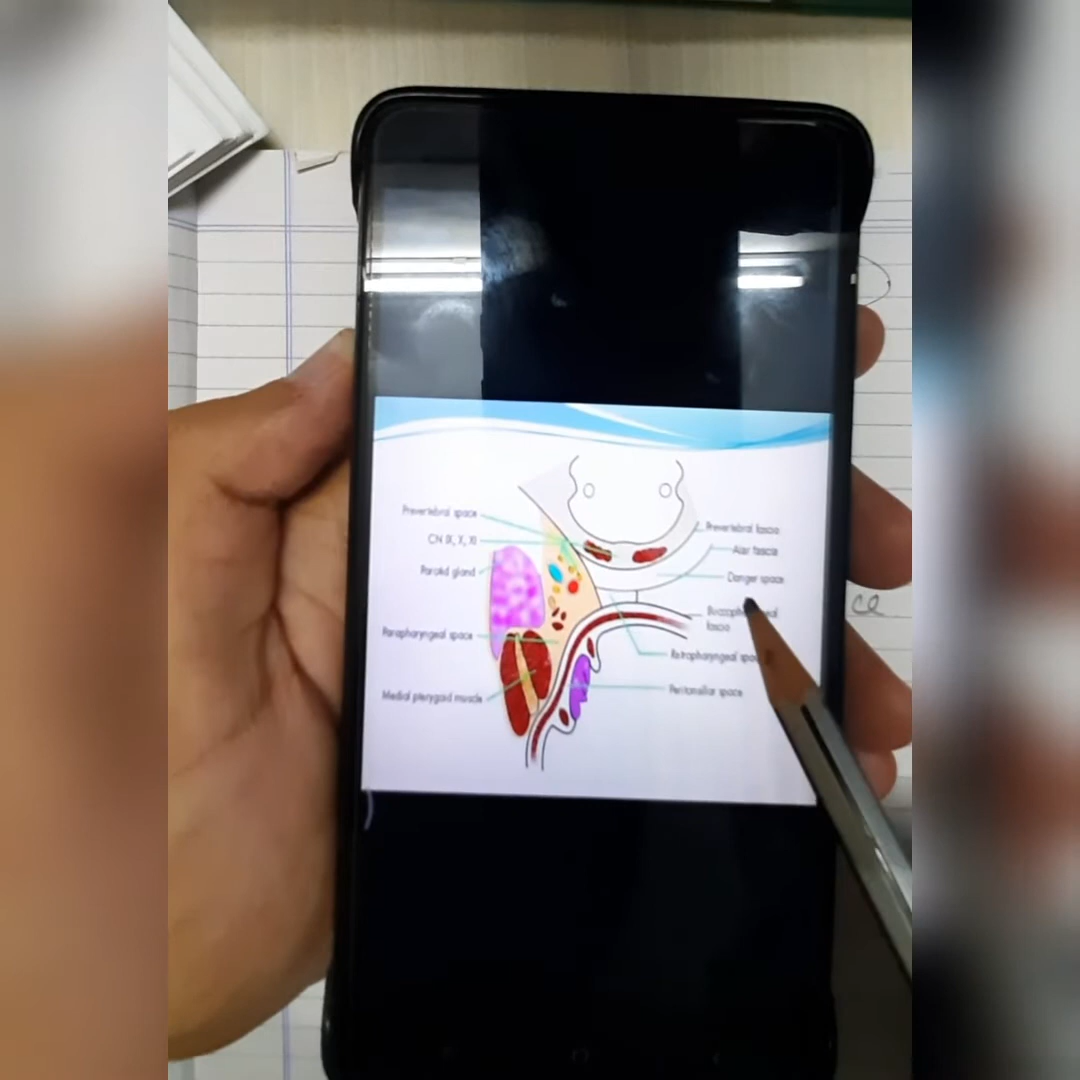 Prevertebral space
CN IX, X, XI
Parotid gland
Parapharyngeal space
Medial pterygoid muscle
Prevertebral fascia
Alar fascia
Danger space
fascia
Retropharyngeal
Peritonsillar space
ce